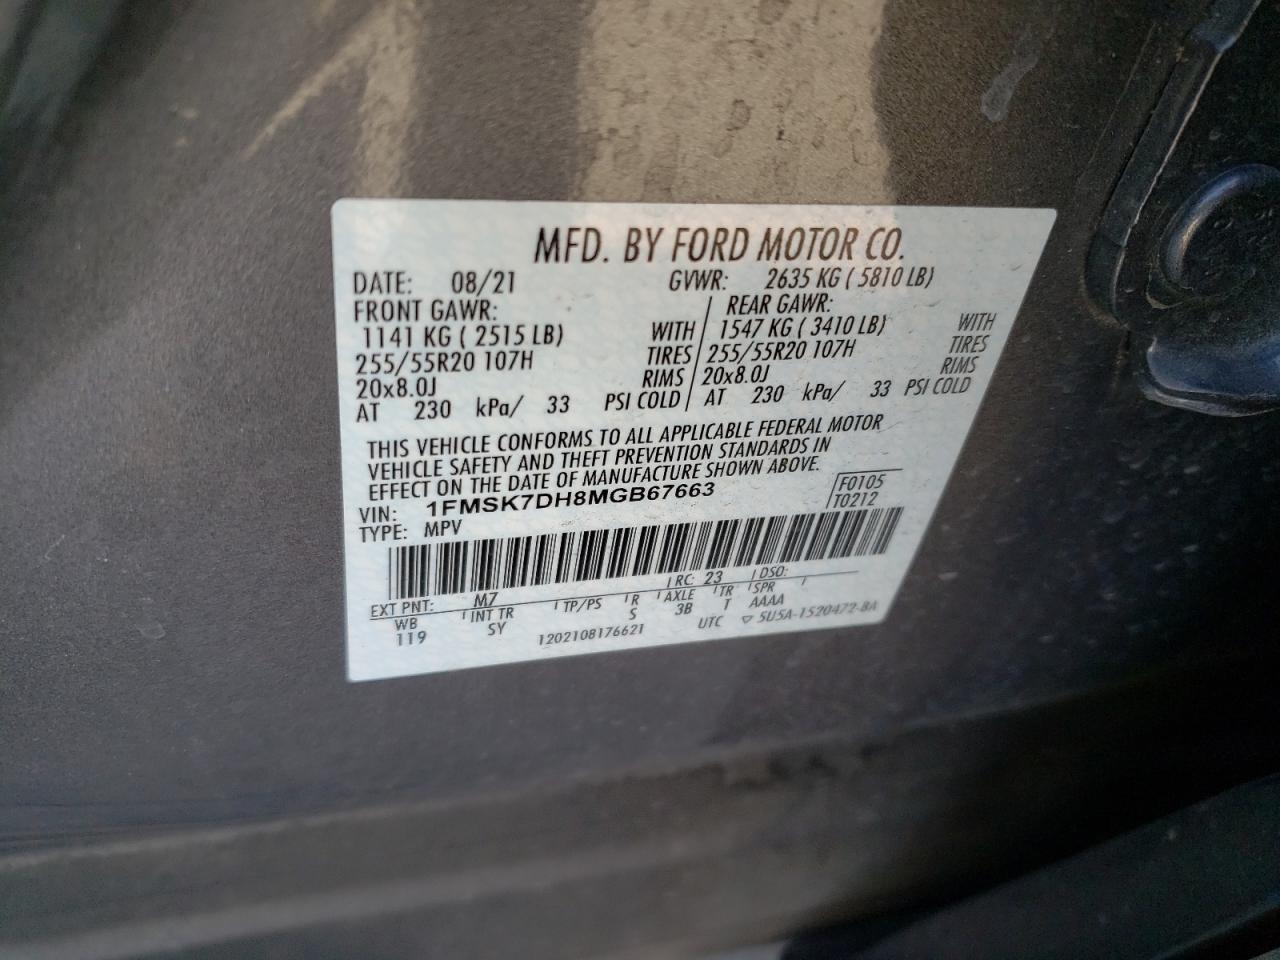 MFD. BY FORD MOTOR CO.
DATE: 08/21 GVWR: 2635 KG ( 5810 LB)
FRONT GAWR: REAR GAWR:
1141 KG ( 2515 LB) WITH 1547 KG ( 3410 LB) WITH
255/55R20 107H TIRES 255/55R20 107H TIRES
20x8.0J RIMS 20x8.0J RIMS
AT 230 kPa/ 33 PSI COLD AT 230 kPa/ 33 PSI COLD
THIS VEHICLE CONFORMS TO ALL APPLICABLE FEDERAL MOTOR
VEHICLE SAFETY AND THEFT PREVENTION STANDARDS IN
EFFECT ON THE DATE OF MANUFACTURE SHOWN ABOVE.
VIN: 1FMSK7DH8MGB67663 F0105
TYPE: MPV T0212
EXT PNT: M7 RC: 23 DSO:
WB INT TR TP/PS R AXLE TR SPR
119 SY S 3B T AAAA
1202108176621 UTC ▽ 5U5A-1520472-BA